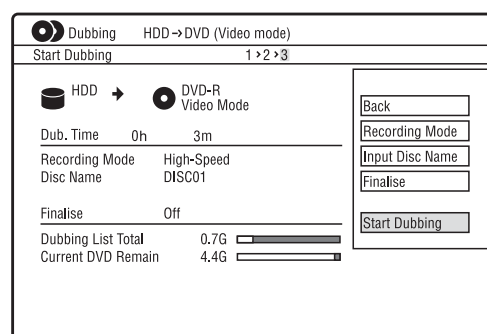 Dubbing HDD→DVD (Video mode)
Start Dubbing 1>2>3
HDD → DVD-R
Video Mode
Dub. Time 0h 3m
Recording Mode High-Speed
Disc Name DISC01
Finalise Off
Dubbing List Total 0.7G
Current DVD Remain 4.4G
Back
Recording Mode
Input Disc Name
Finalise
Start Dubbing